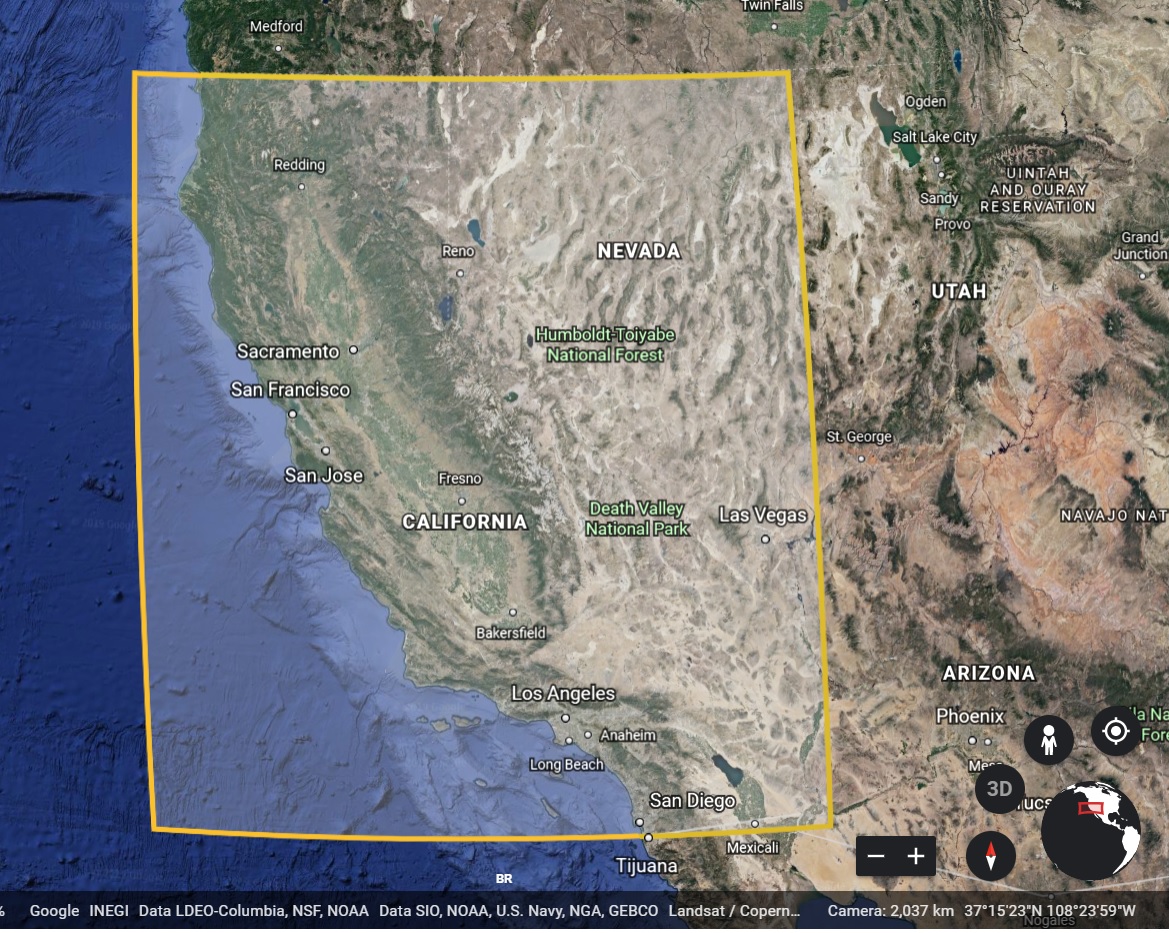 Twin Falls
Medford
Ogden
Salt Lake City
Redding
UINTAH
AND OURAY
RESERVATION
Sandy
Provo
Grand
Junction
Reno
NEVADA
UTAH
Humboldt-Toiyabe
National Forest
Sacramento
San Francisco
St. George
San Jose
Fresno
Death Valley
National Park
Las Vegas
CALIFORNIA
NAVAJO NAT
Bakersfield
ARIZONA
Los Angeles
Phoenix
Anaheim
Long Beach
San Diego
3D
Mexicali
Tijuana
BR
% Google INEGI Data LDEO-Columbia, NSF, NOAA Data SIO, NOAA, U.S. Navy, NGA, GEBCO Landsat / Copern... Camera: 2,037 km 37°15'23"N 108°23'59"W
Nogales